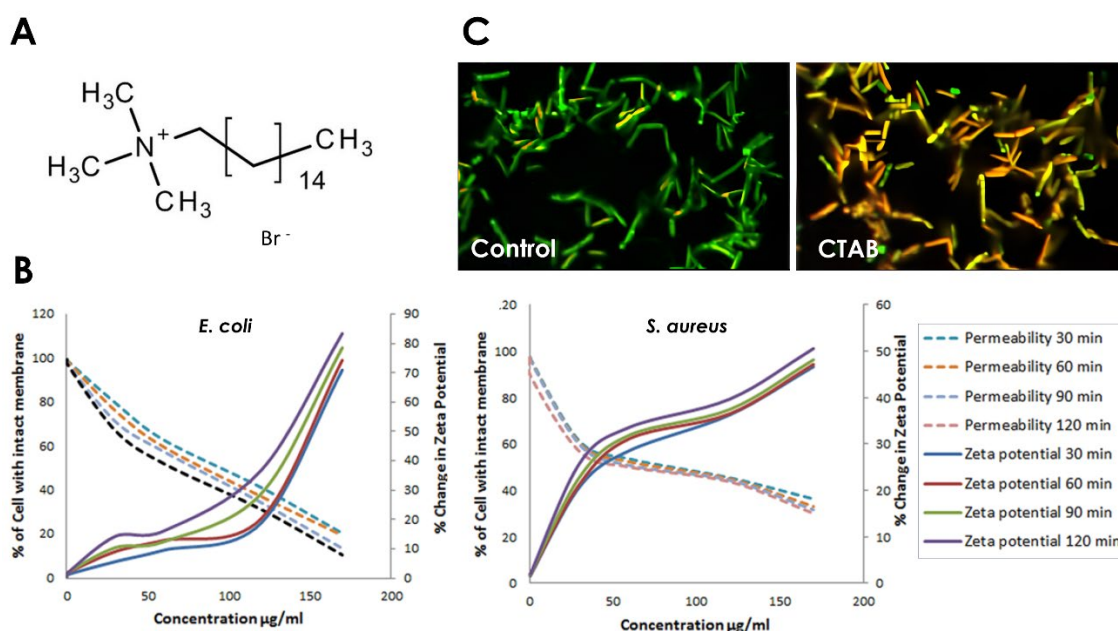 A
H₃C
H₃C
N⁺
CH₃
14
CH₃
Br⁻
C
Control
CTAB
B
E. coli
120
100
80
60
40
20
0
% of Cell with intact membrane
90
80
70
60
50
40
30
20
10
0
% Change in Zeta Potential
0
50
100
150
200
Concentration µg/ml
S. aureus
.20
100
80
60
40
20
0
% of Cell with intact membrane
60
50
40
30
20
10
0
% Change in Zeta Potential
0
50
100
150
200
Concentration µg/ml
Permeability 30 min
Permeability 60 min
Permeability 90 min
Permeability 120 min
Zeta potential 30 min
Zeta potential 60 min
Zeta potential 90 min
Zeta potential 120 min